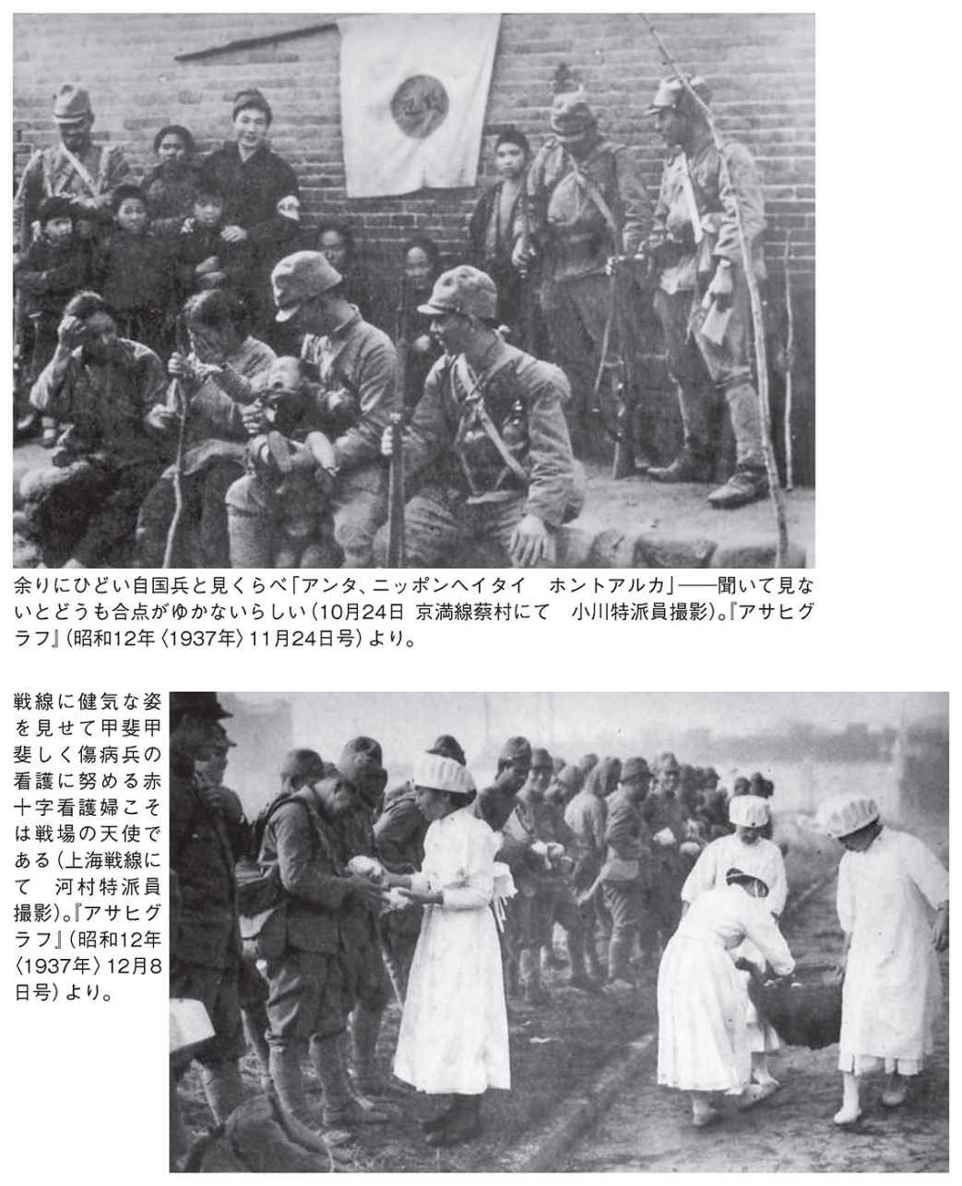 余りにひどい自国兵と見くらべ「アンタ、ニッポンヘイタイ　ホントアルカ」――聞いて見な
いとどうも合点がゆかないらしい（10月24日 京満線蔡村にて　小川特派員撮影）。『アサヒグ
ラフ』（昭和12年〈1937年〉11月24日号）より。
戦線に健気な姿
を見せて甲斐甲
斐しく傷病兵の
看護に努める赤
十字看護婦こそ
は戦場の天使で
ある（上海戦線に
て　河村特派員
撮影）。『アサヒグ
ラフ』（昭和12年
〈1937年〉12月8
日号）より。